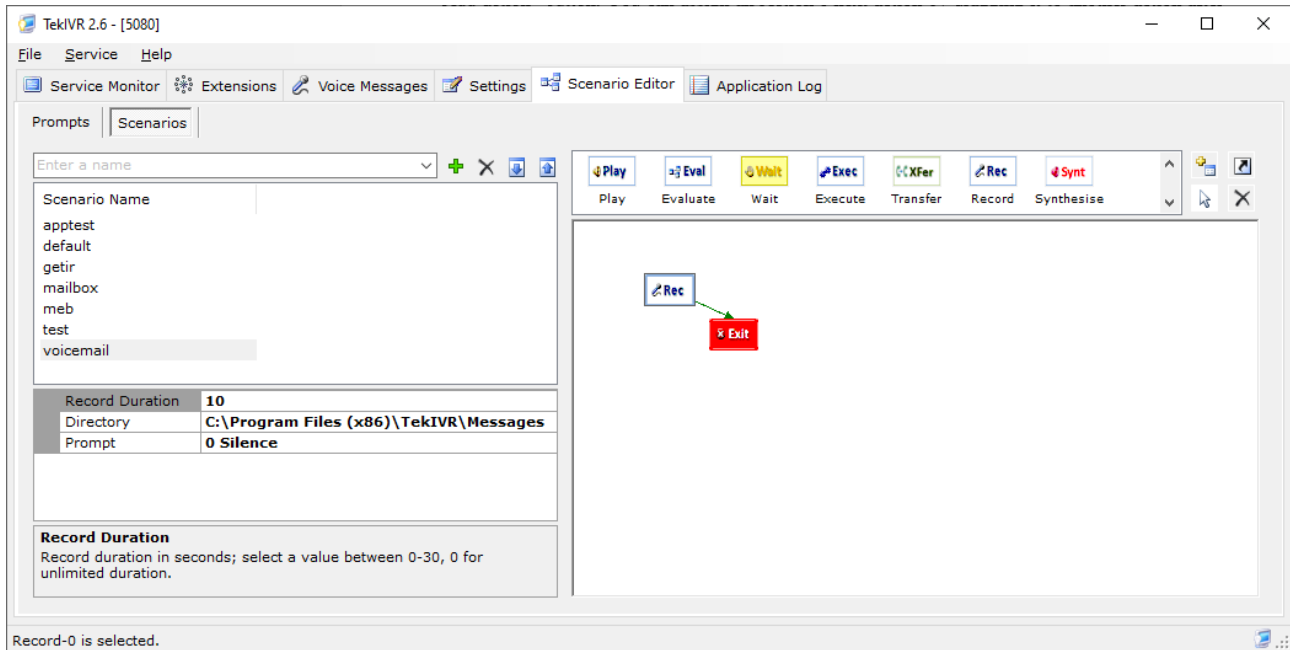 TekIVR 2.6 - [5080]
File Service Help
Service Monitor Extensions Voice Messages Settings Scenario Editor Application Log
Prompts Scenarios
Enter a name
Scenario Name
apptest
default
getir
mailbox
meb
test
voicemail
Record Duration 10
Directory C:\Program Files (x86)\TekIVR\Messages
Prompt 0 Silence
Record Duration
Record duration in seconds; select a value between 0-30, 0 for
unlimited duration.
Play Eval Wait Exec XFer Rec Synt
Play Evaluate Wait Execute Transfer Record Synthesise
Rec
Exit
Record-0 is selected.